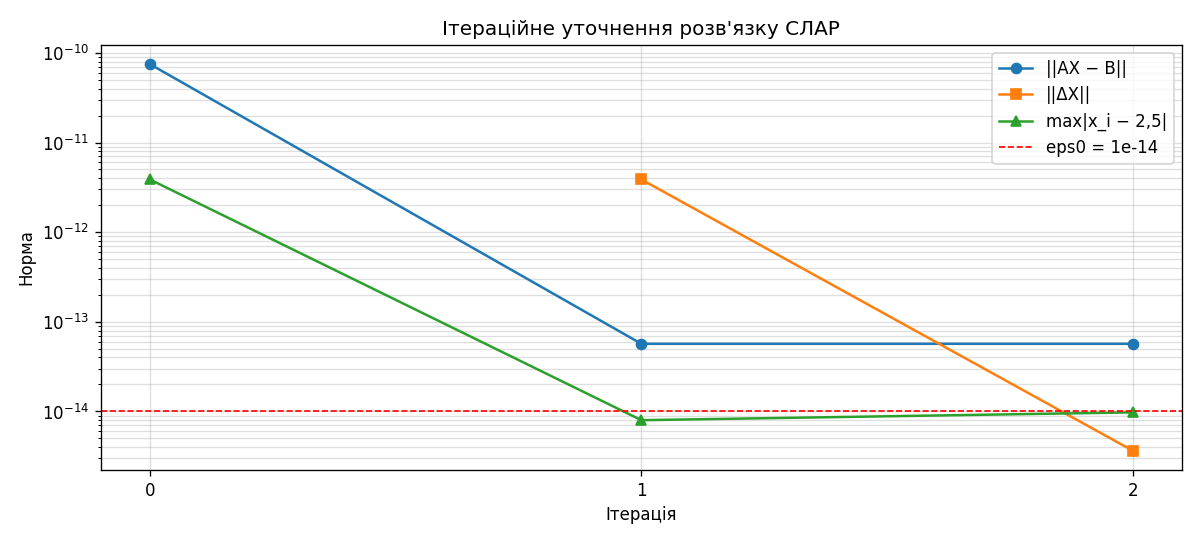 Ітераційне уточнення розв'язку СЛАР
||AX − B||
||ΔX||
max|x_i − 2,5|
eps0 = 1e-14
Норма
10⁻¹⁰
10⁻¹¹
10⁻¹²
10⁻¹³
10⁻¹⁴
0 1 2
Ітерація